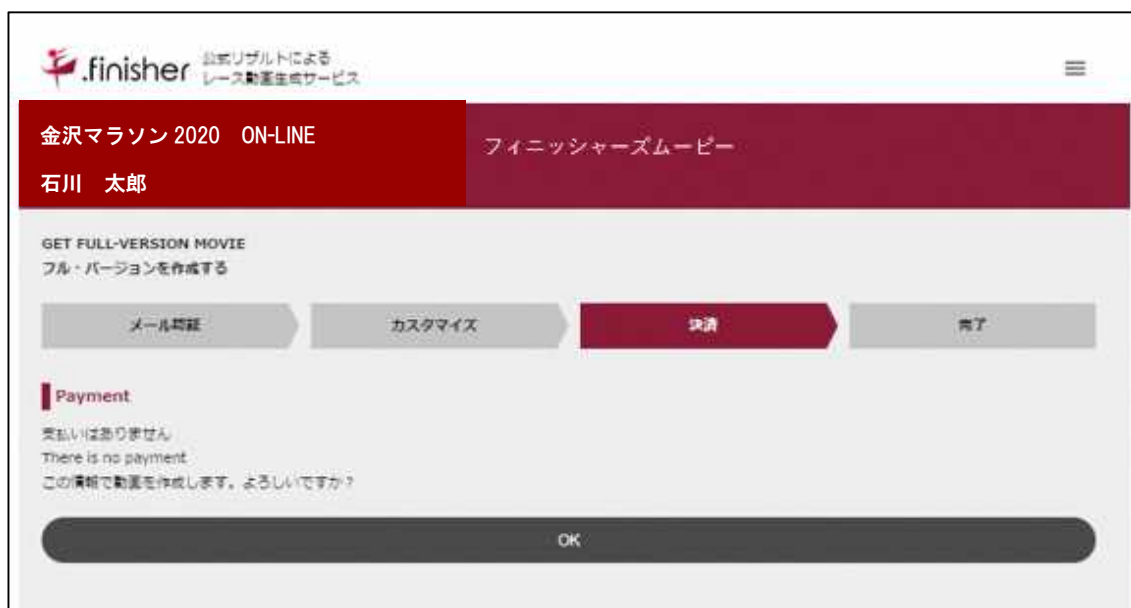 .finisher
公式リザルトによる
レース動画生成サービス
金沢マラソン 2020 ON-LINE
石川 太郎
フィニッシャーズムービー
GET FULL-VERSION MOVIE
フル・バージョンを作成する
メール認証
カスタマイズ
決済
完了
Payment
支払いはありません
There is no payment
この情報で動画を作成します。よろしいですか？
OK